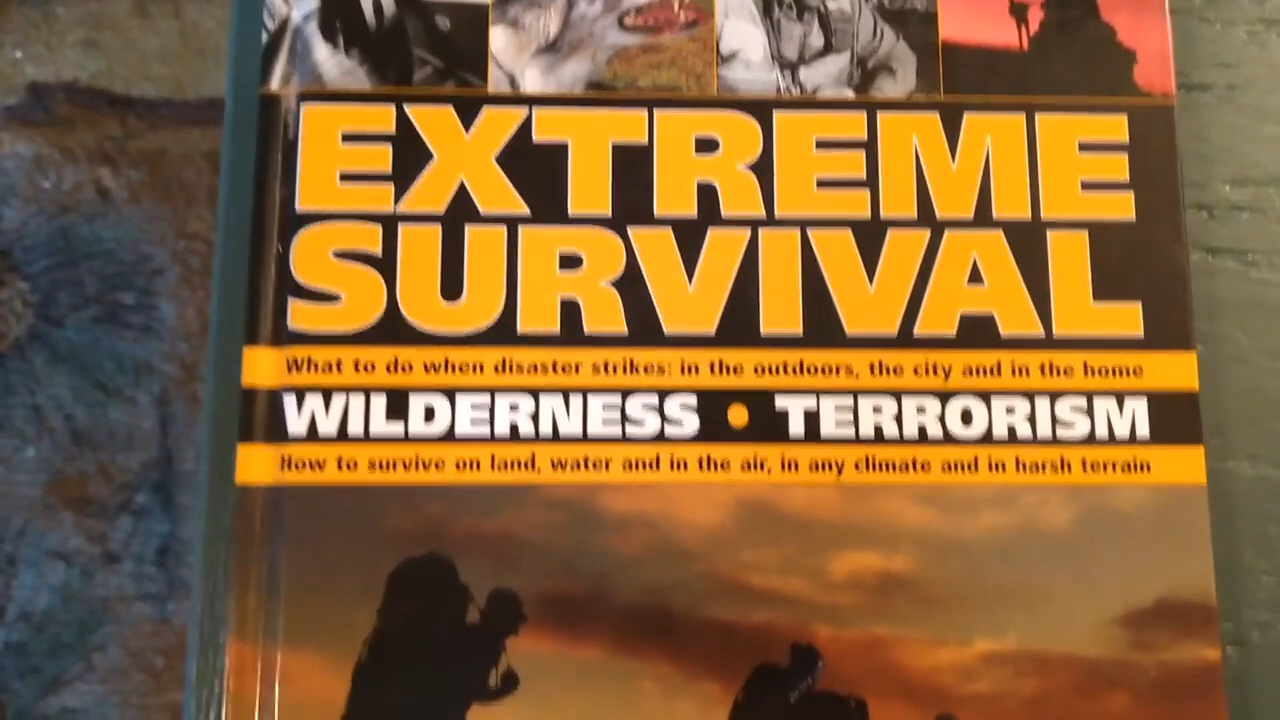 EXTREME
SURVIVAL
What to do when disaster strikes: in the outdoors, the city and in the home
WILDERNESS • TERRORISM
How to survive on land, water and in the air, in any climate and in harsh terrain